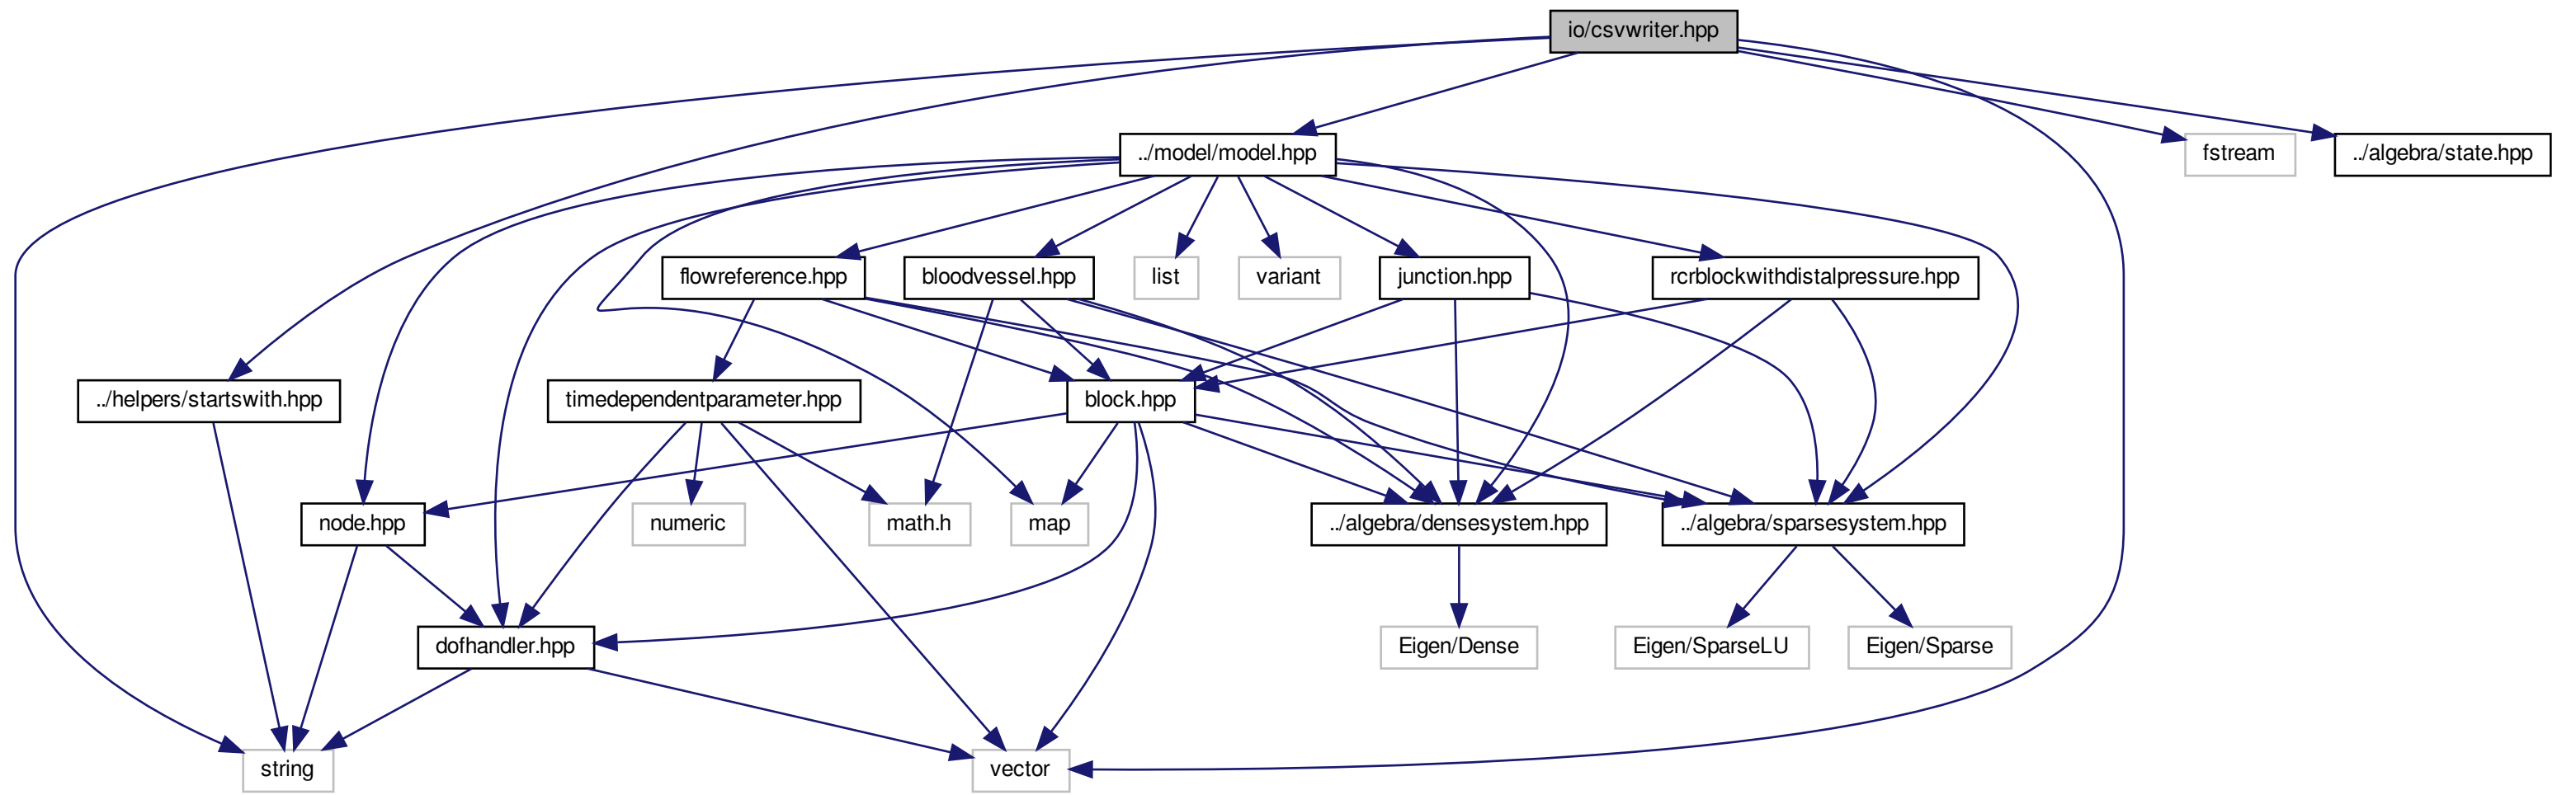 io/csvwriter.hpp
../model/model.hpp
fstream
../algebra/state.hpp
flowreference.hpp
bloodvessel.hpp
list
variant
junction.hpp
rcrblockwithdistalpressure.hpp
../helpers/startswith.hpp
timedependentparameter.hpp
block.hpp
node.hpp
numeric
math.h
map
../algebra/densesystem.hpp
../algebra/sparsesystem.hpp
dofhandler.hpp
Eigen/Dense
Eigen/SparseLU
Eigen/Sparse
string
vector